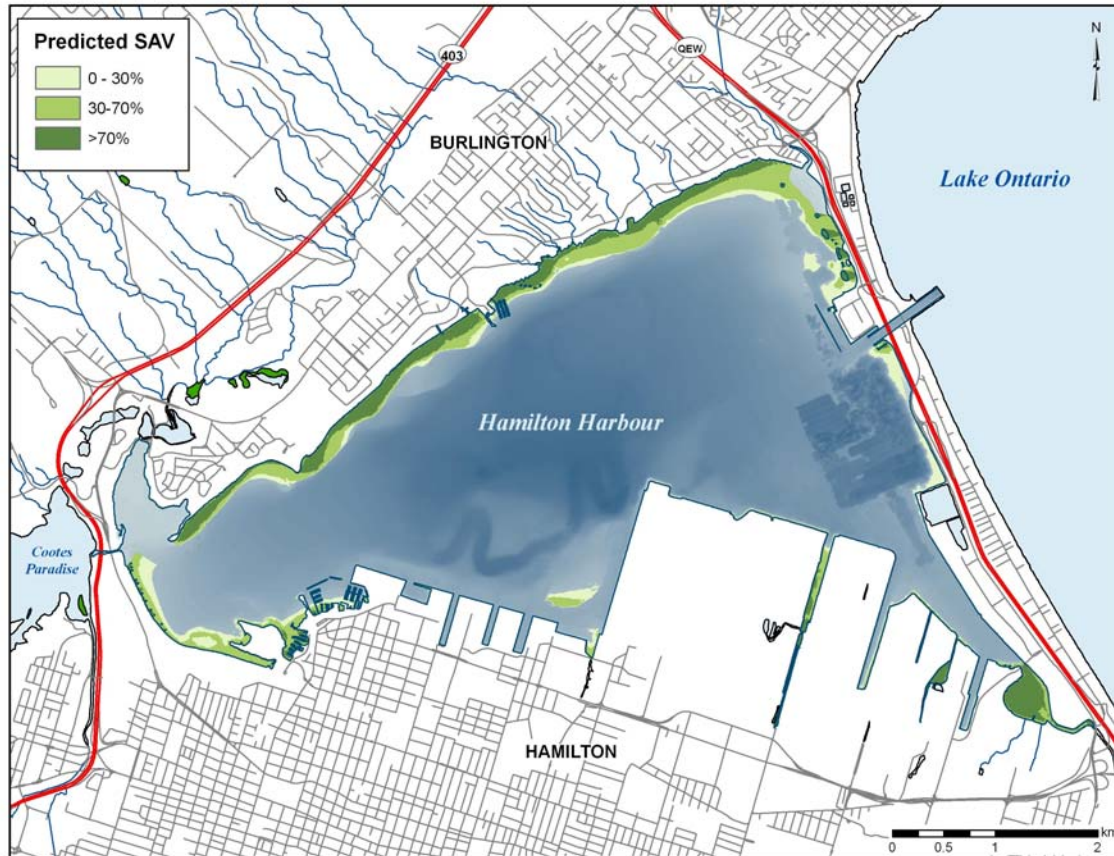 Predicted SAV
0 - 30%
30-70%
>70%
403
QEW
N
BURLINGTON
Lake Ontario
Hamilton Harbour
Cootes
Paradise
HAMILTON
km
0 0.5 1 2